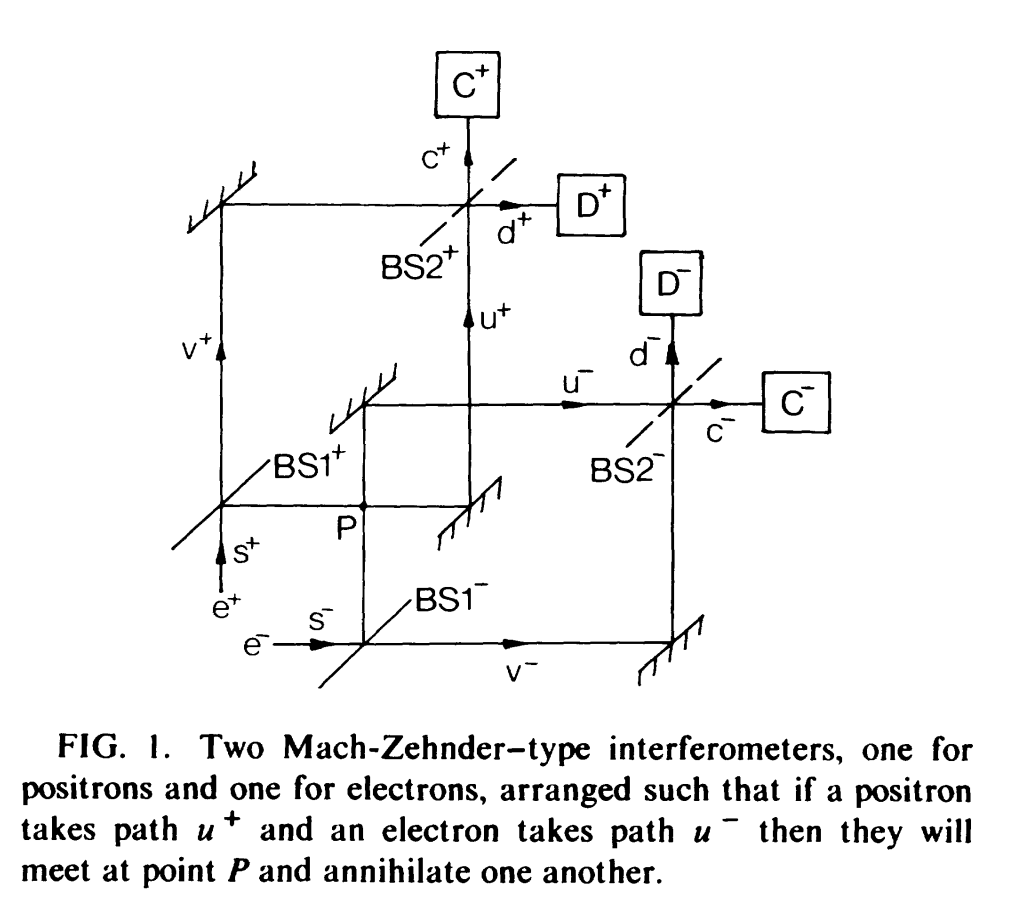 C⁺
c⁺
D⁺
d⁺
BS2⁺
D⁻
u⁺
v⁺
d⁻
u⁻
C⁻
c⁻
BS1⁺
BS2⁻
P
s⁺
e⁺
BS1⁻
s⁻
e⁻
v⁻
FIG. 1. Two Mach-Zehnder–type interferometers, one for
positrons and one for electrons, arranged such that if a positron
takes path u⁺ and an electron takes path u⁻ then they will
meet at point P and annihilate one another.